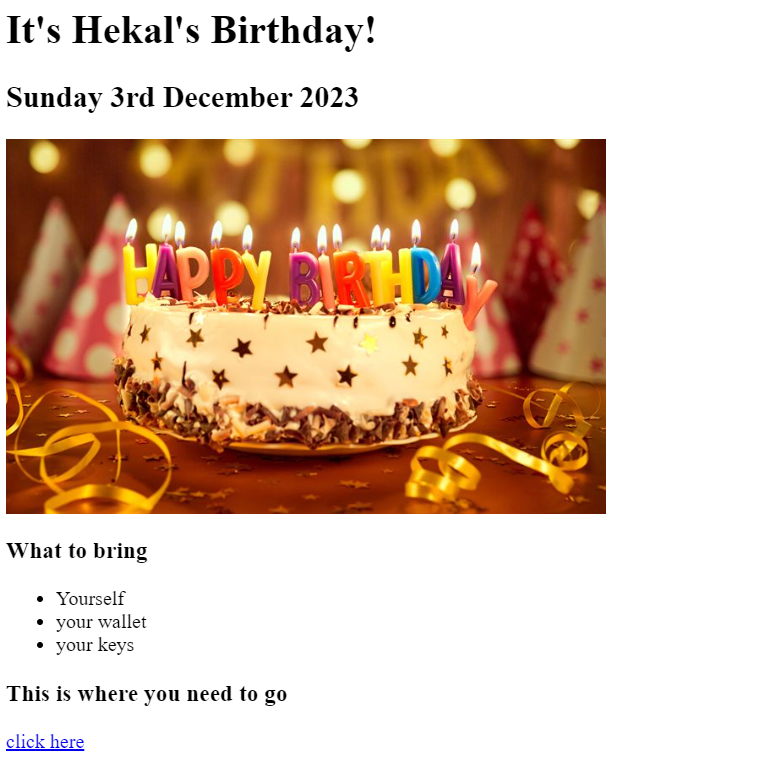 It's Hekal's Birthday!
Sunday 3rd December 2023
HAPPY BIRTHDAY
What to bring
Yourself
your wallet
your keys
This is where you need to go
click here